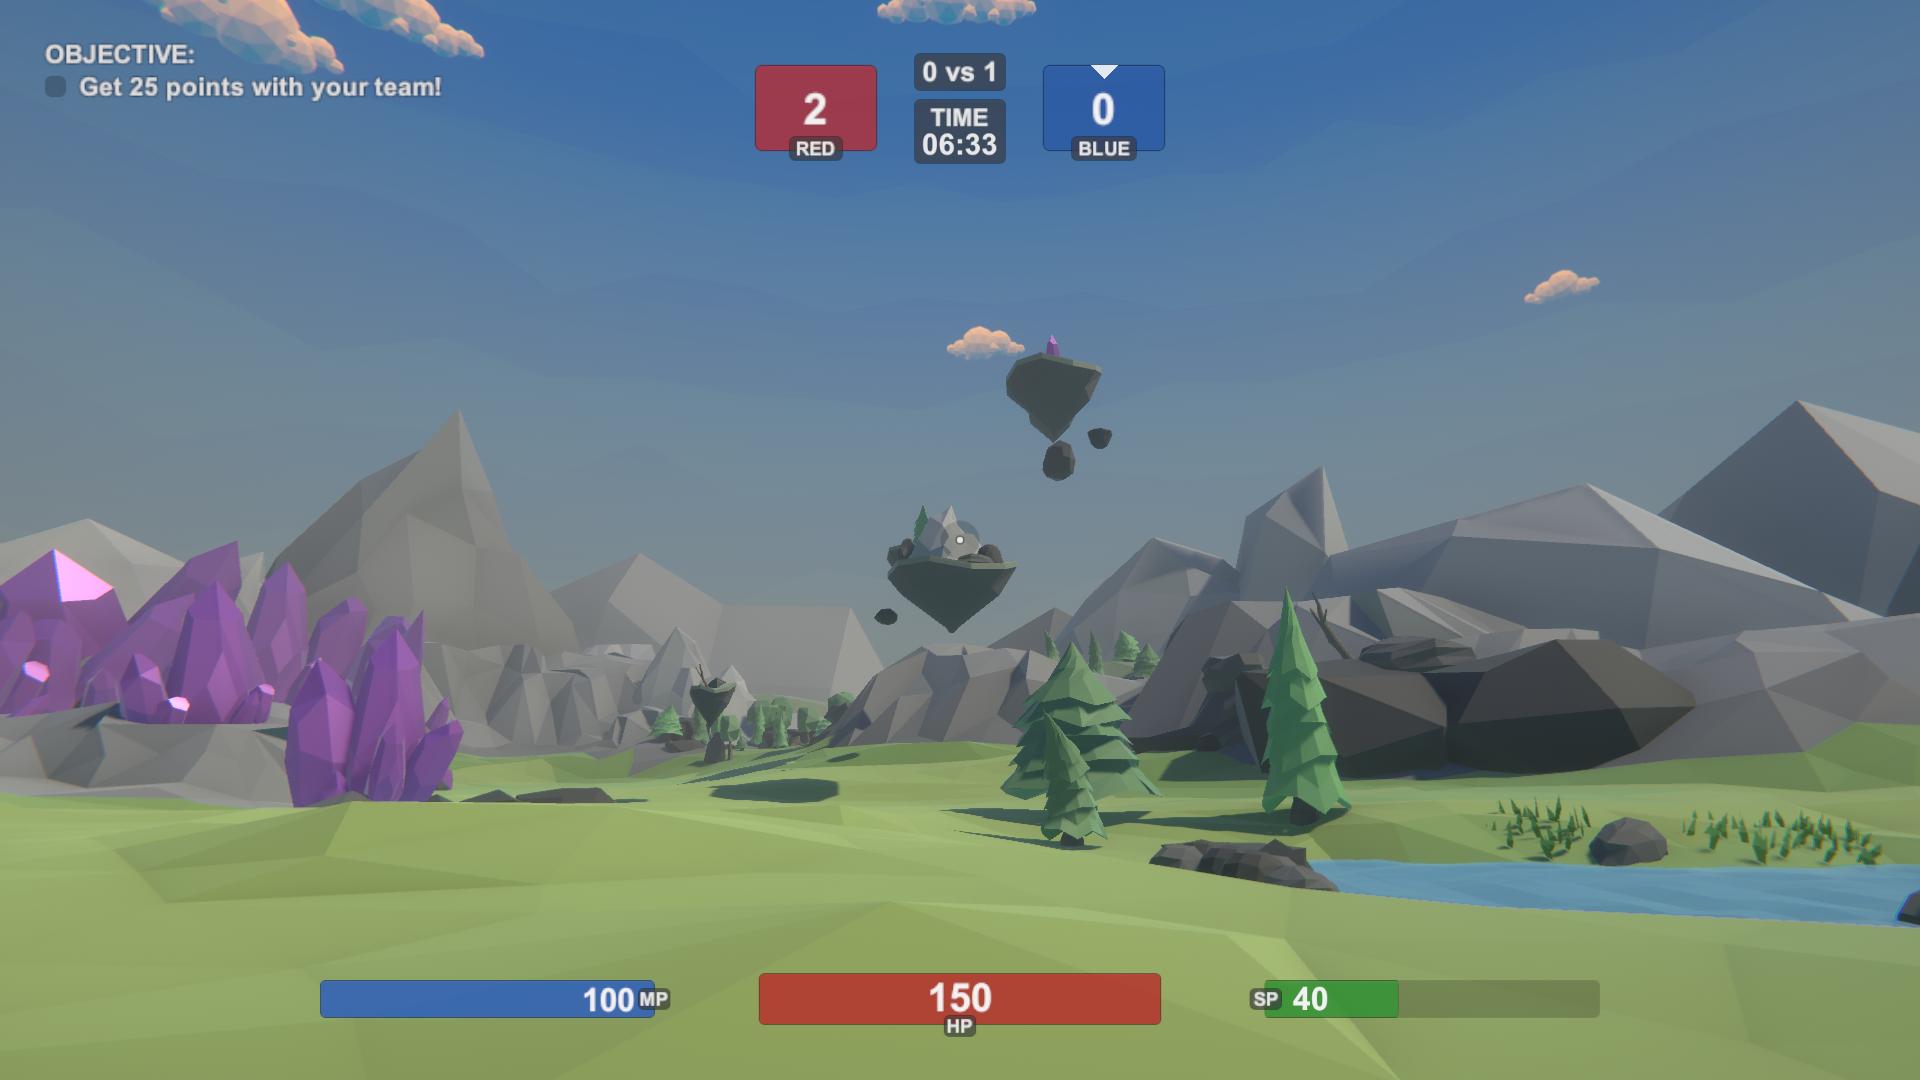 OBJECTIVE:
Get 25 points with your team!
2
RED
0 vs 1
TIME
06:33
0
BLUE
100 MP
150
HP
SP 40